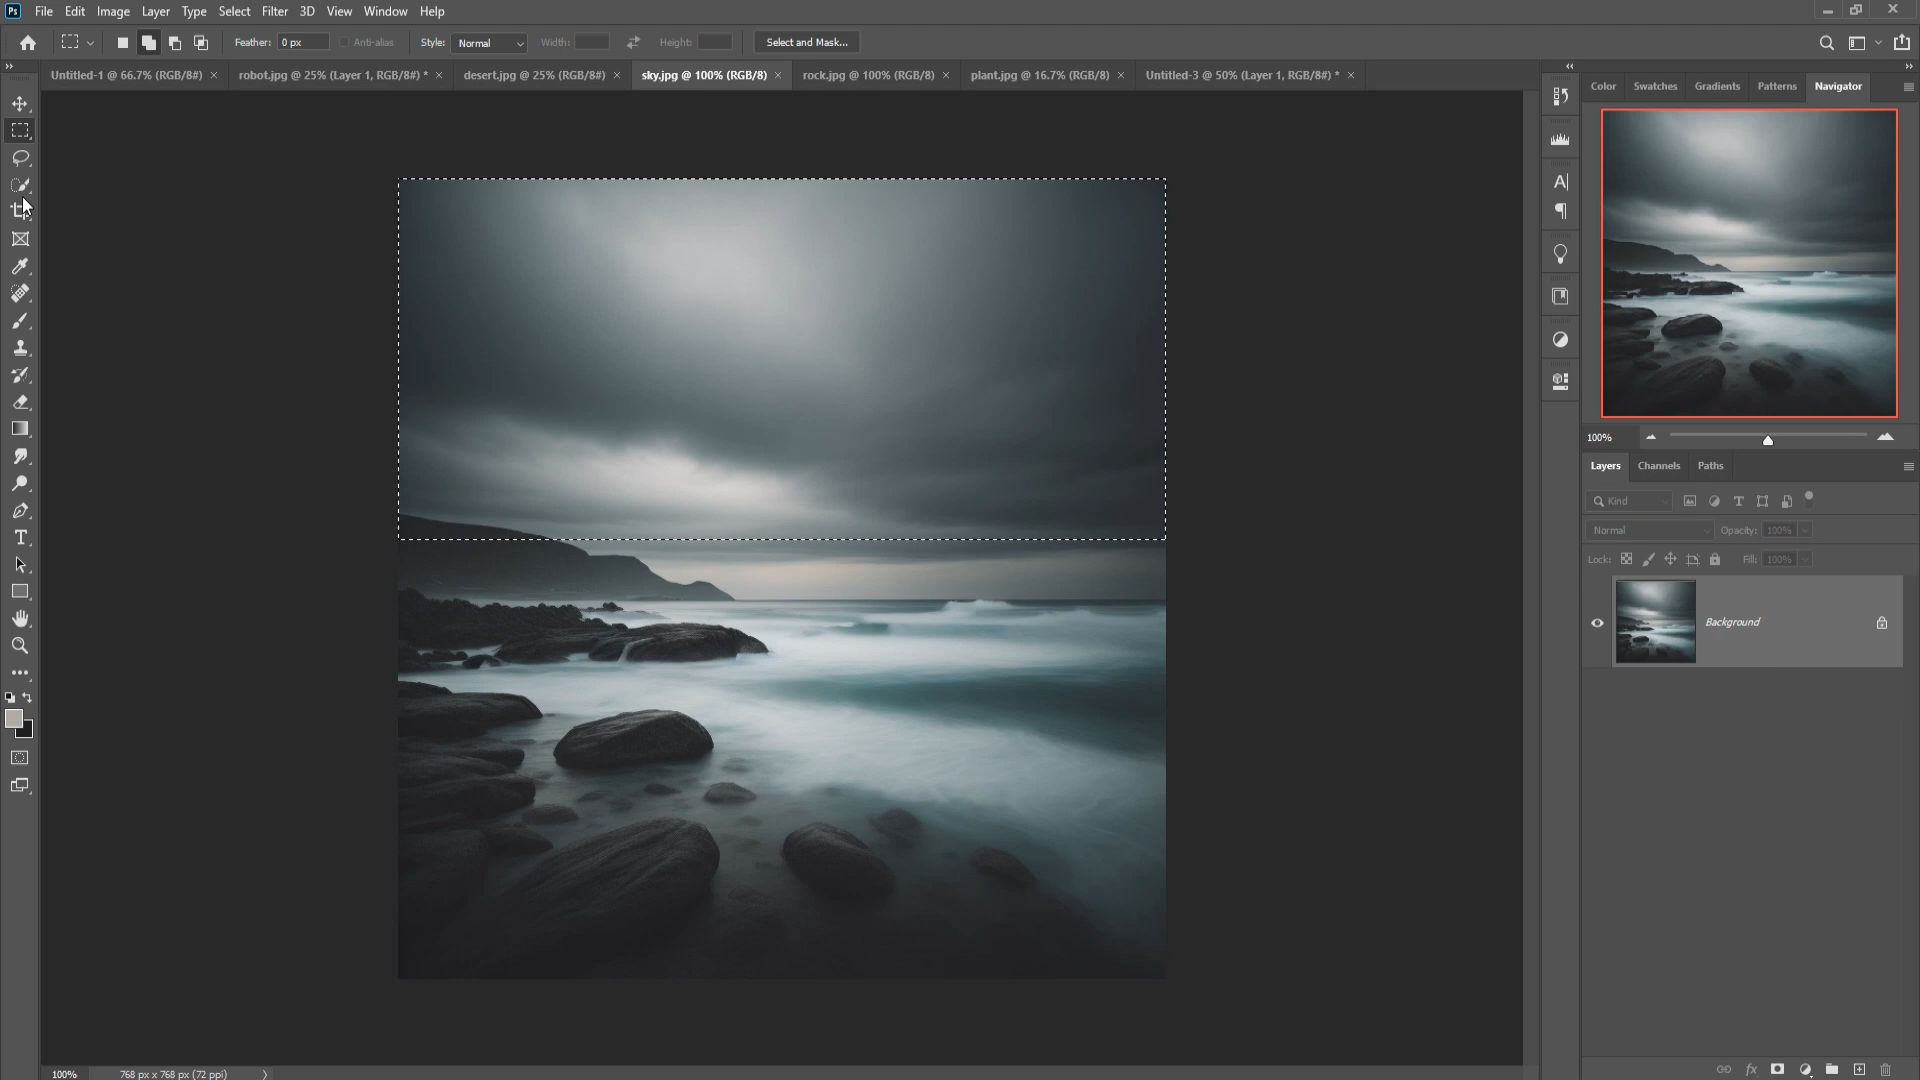 Ps File Edit Image Layer Type Select Filter 3D View Window Help
Feather: 0 px Anti-alias Style: Normal Width: Height: Select and Mask...
Untitled-1 @ 66.7% (RGB/8#) × robot.jpg @ 25% (Layer 1, RGB/8#) * × desert.jpg @ 25% (RGB/8#) × sky.jpg @ 100% (RGB/8) × rock.jpg @ 100% (RGB/8) × plant.jpg @ 16.7% (RGB/8) × Untitled-3 @ 50% (Layer 1, RGB/8#) * ×
Color Swatches Gradients Patterns Navigator
100%
Layers Channels Paths
Kind
Normal Opacity: 100%
Lock: Fill: 100%
Background
100% 768 px x 768 px (72 ppi)